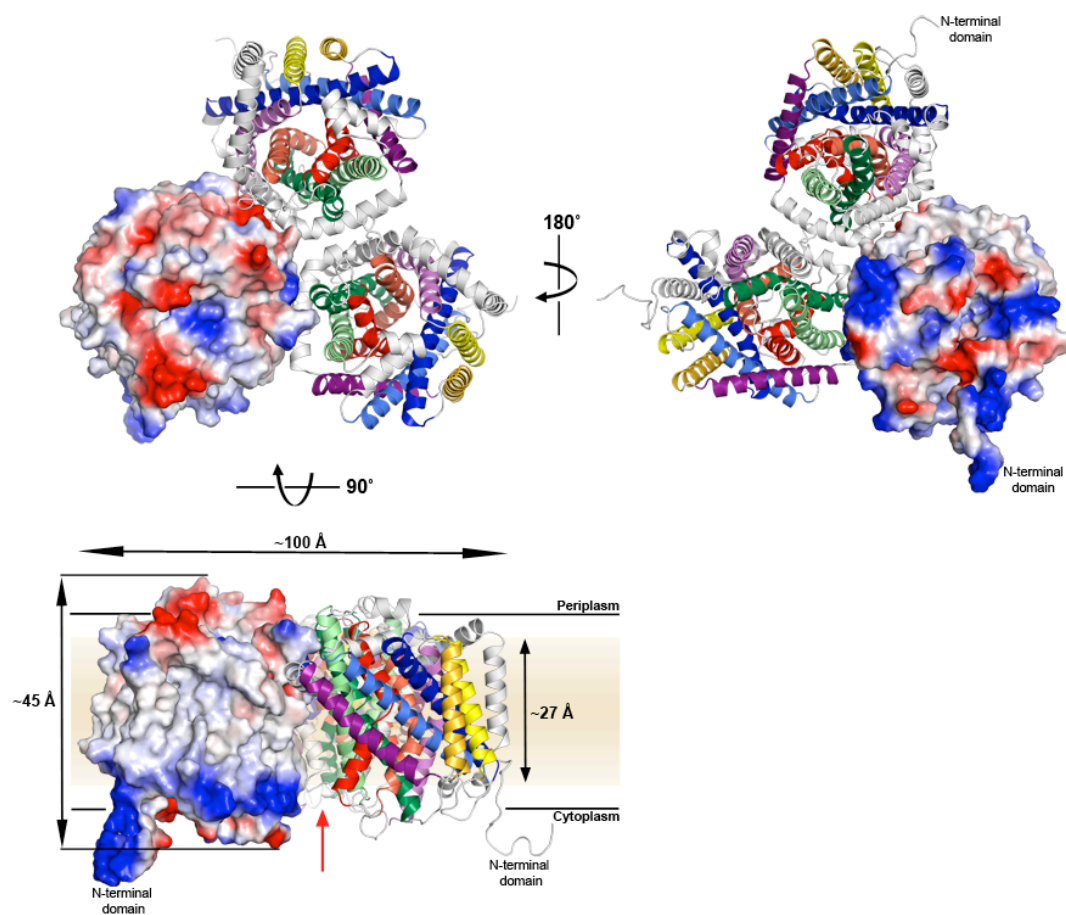 N-terminal
domain
180°
N-terminal
domain
90°
~100 Å
Periplasm
~45 Å
~27 Å
Cytoplasm
N-terminal
domain
N-terminal
domain